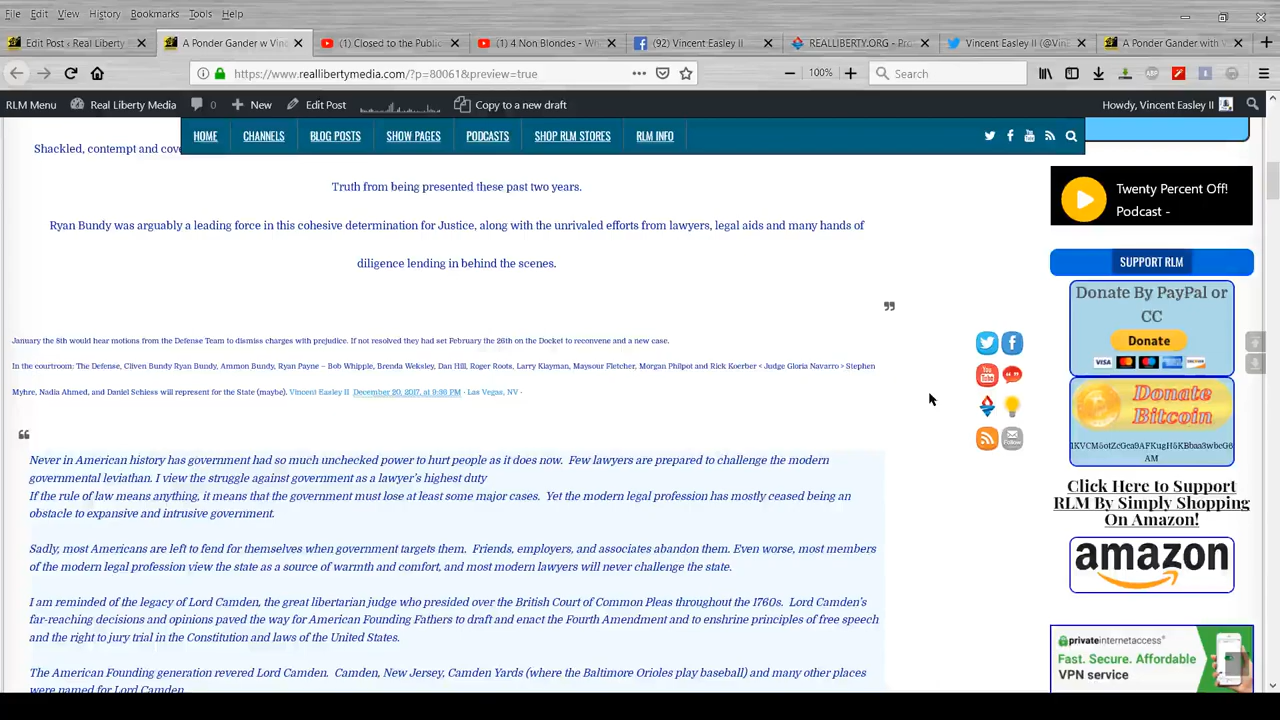 File Edit View History Bookmarks Tools Help
Edit Post ‹ Real Liberty
A Ponder Gander w Vinc
(1) Closed to the Public
(1) 4 Non Blondes - Wh
(92) Vincent Easley II
REALLIBERTY.ORG - Pro
Vincent Easley II (@Vin
A Ponder Gander with V
https://www.reallibertymedia.com/?p=80061&preview=true
100%
Search
RLM Menu Real Liberty Media 0 New Edit Post Copy to a new draft Howdy, Vincent Easley II
HOME CHANNELS BLOG POSTS SHOW PAGES PODCASTS SHOP RLM STORES RLM INFO
Shackled, contempt and cov
Truth from being presented these past two years.
Ryan Bundy was arguably a leading force in this cohesive determination for Justice, along with the unrivaled efforts from lawyers, legal aids and many hands of
diligence lending in behind the scenes.
January the 8th would hear motions from the Defense Team to dismiss charges with prejudice. If not resolved they had set February the 26th on the Docket to reconvene and a new case.
In the courtroom: The Defense, Cliven Bundy Ryan Bundy, Ammon Bundy, Ryan Payne – Bob Whipple, Brenda Weksley, Dan Hill, Roger Roots, Larry Klayman, Maysour Fletcher, Morgan Philpot and Rick Koerber < Judge Gloria Navarro > Stephen
Myhre, Nadia Ahmed, and Daniel Schiess will represent for the State (maybe). Vincent Easley II December 20, 2017, at 9:36 PM · Las Vegas, NV ·
Never in American history has government had so much unchecked power to hurt people as it does now. Few lawyers are prepared to challenge the modern
governmental leviathan. I view the struggle against government as a lawyer's highest duty
If the rule of law means anything, it means that the government must lose at least some major cases. Yet the modern legal profession has mostly ceased being an
obstacle to expansive and intrusive government.
Sadly, most Americans are left to fend for themselves when government targets them. Friends, employers, and associates abandon them. Even worse, most members
of the modern legal profession view the state as a source of warmth and comfort, and most modern lawyers will never challenge the state.
I am reminded of the legacy of Lord Camden, the great libertarian judge who presided over the British Court of Common Pleas throughout the 1760s. Lord Camden's
far-reaching decisions and opinions paved the way for American Founding Fathers to draft and enact the Fourth Amendment and to enshrine principles of free speech
and the right to jury trial in the Constitution and laws of the United States.
The American Founding generation revered Lord Camden. Camden, New Jersey, Camden Yards (where the Baltimore Orioles play baseball) and many other places
were named for Lord Camden
You Tube
Follow
Twenty Percent Off!
Podcast -
SUPPORT RLM
Donate By PayPal or
CC
Donate
VISA
Donate
Bitcoin
AM
Click Here to Support
RLM By Simply Shopping
On Amazon!
amazon
privateinternetaccess
Fast. Secure. Affordable
VPN service